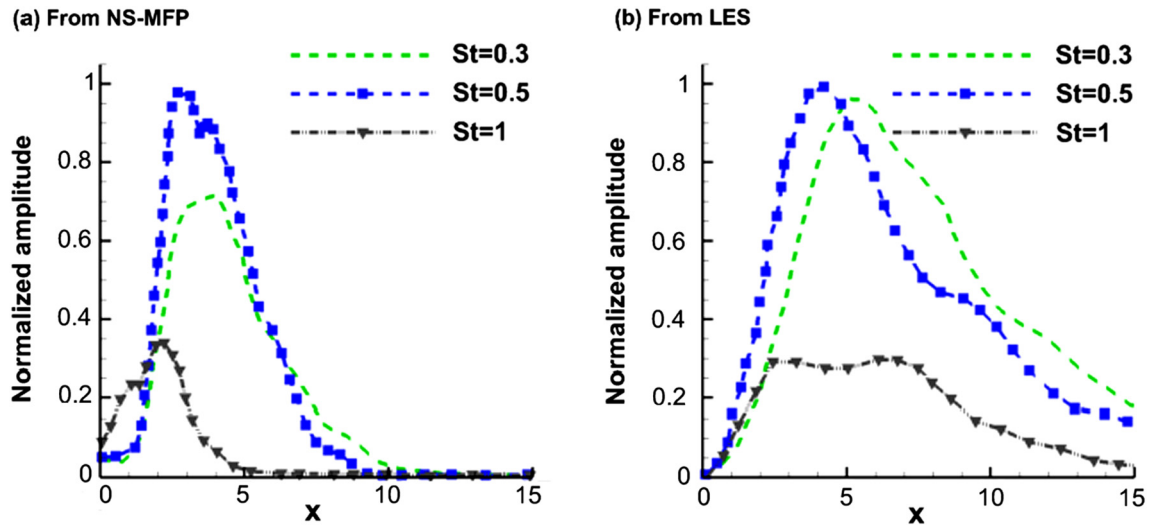 (a) From NS-MFP
St=0.3
St=0.5
St=1
Normalized amplitude
1
0.8
0.6
0.4
0.2
0
0
5
10
15
x
(b) From LES
St=0.3
St=0.5
St=1
Normalized amplitude
1
0.8
0.6
0.4
0.2
0
0
5
10
15
x